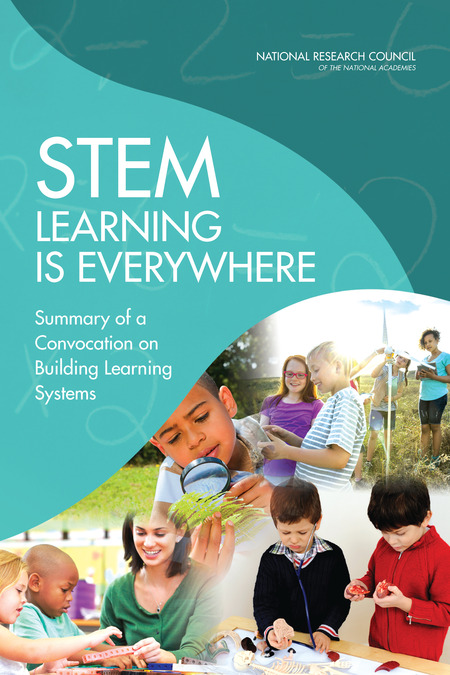 NATIONAL RESEARCH COUNCIL
OF THE NATIONAL ACADEMIES
STEM
LEARNING
IS EVERYWHERE
Summary of a
Convocation on
Building Learning
Systems